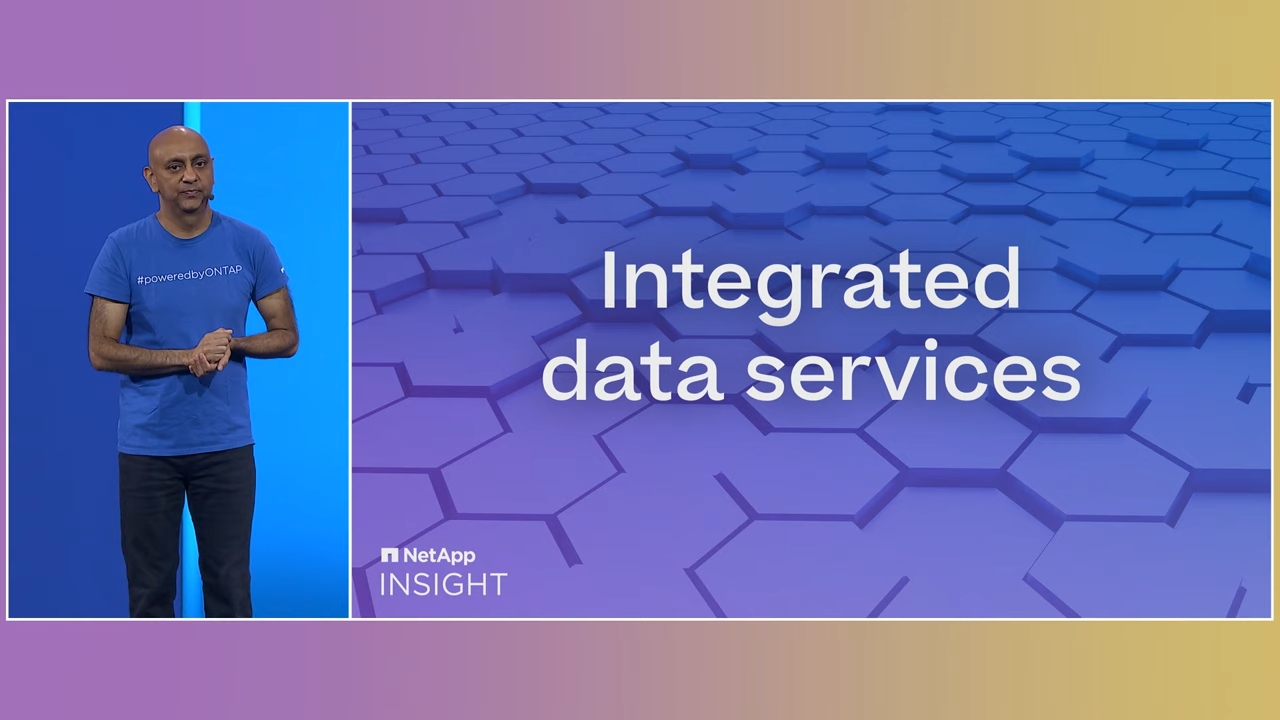 #poweredbyONTAP
Integrated
data services
NetApp
INSIGHT